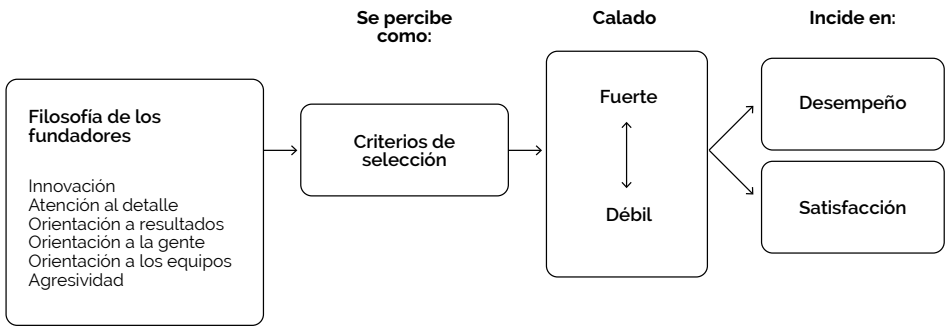 Se percibe
como:
Calado
Incide en:
Filosofía de los
fundadores
Innovación
Atención al detalle
Orientación a resultados
Orientación a la gente
Orientación a los equipos
Agresividad
Criterios de
selección
Fuerte
Débil
Desempeño
Satisfacción